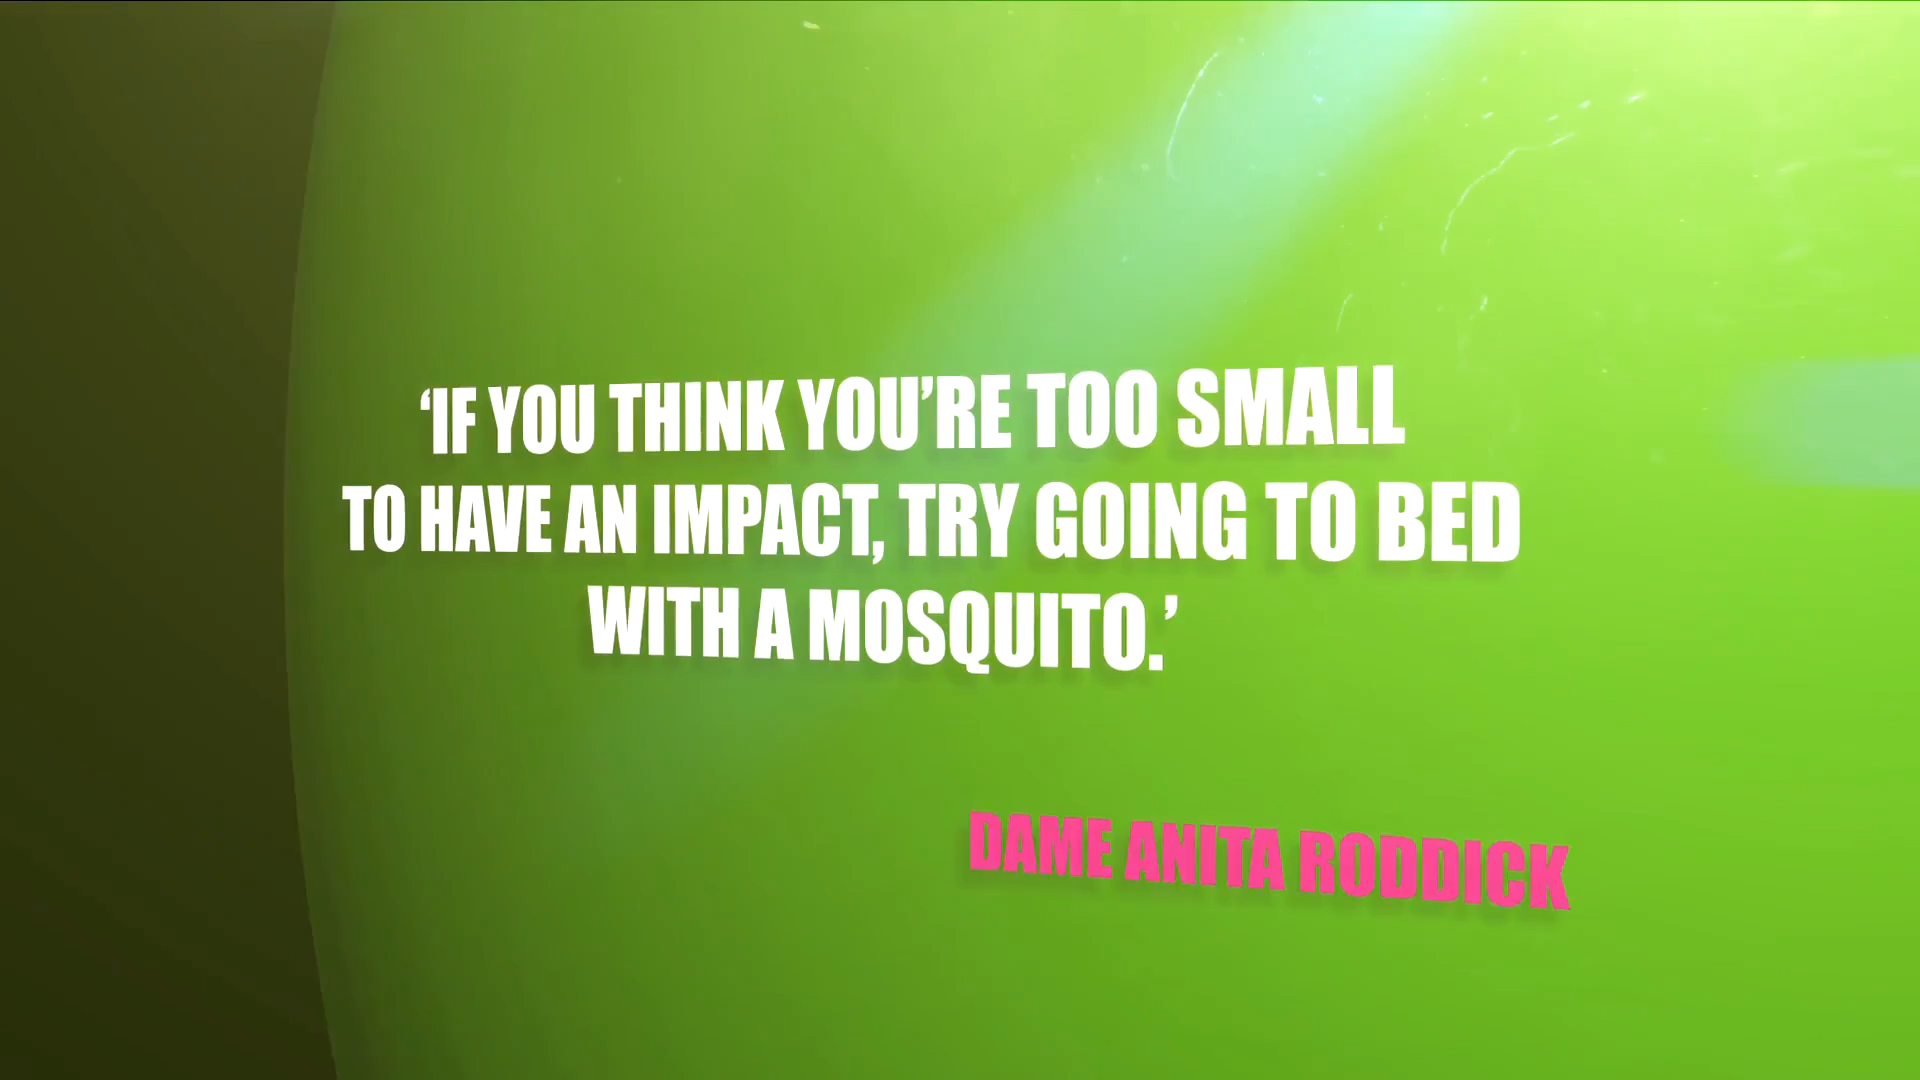 ‘IF YOU THINK YOU’RE TOO SMALL
TO HAVE AN IMPACT, TRY GOING TO BED
WITH A MOSQUITO.’
DAME ANITA RODDICK